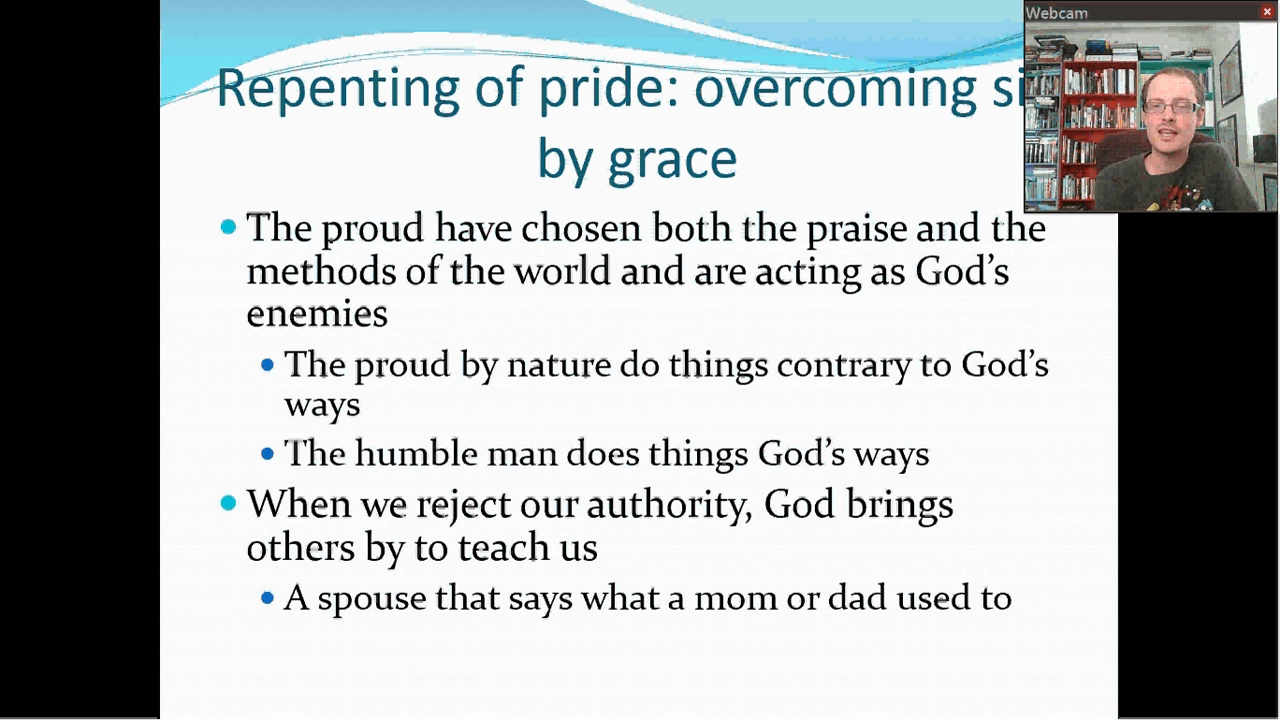 Webcam
Repenting of pride: overcoming si
by grace
• The proud have chosen both the praise and the
methods of the world and are acting as God's
enemies
• The proud by nature do things contrary to God's
ways
• The humble man does things God's ways
• When we reject our authority, God brings
others by to teach us
• A spouse that says what a mom or dad used to